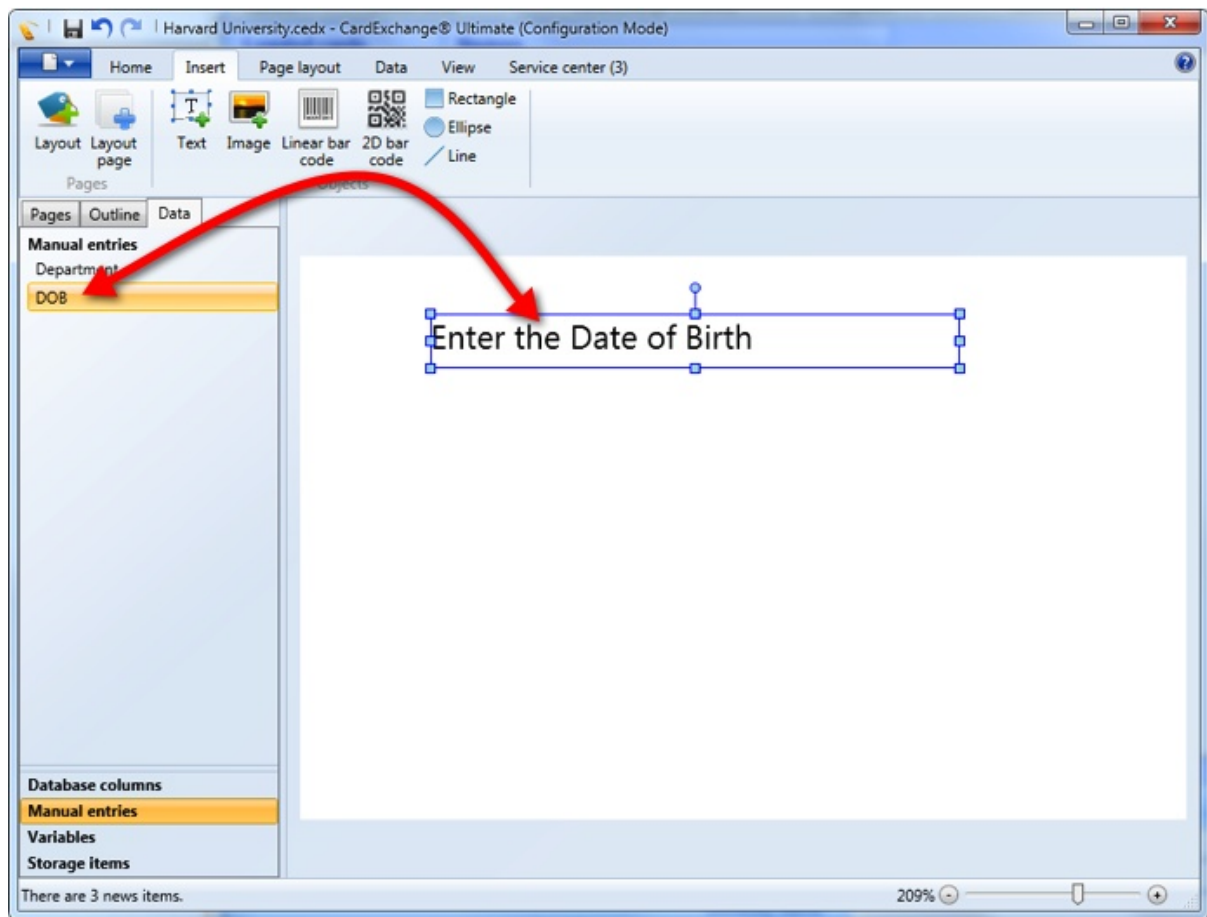 Harvard University.cedx - CardExchange® Ultimate (Configuration Mode)
Home Insert Page layout Data View Service center (3)
Layout Layout page Text Image Linear bar code 2D bar code
Rectangle
Ellipse
Line
Pages Objects
Pages Outline Data
Manual entries
Department
DOB
Enter the Date of Birth
Database columns
Manual entries
Variables
Storage items
There are 3 news items. 209%